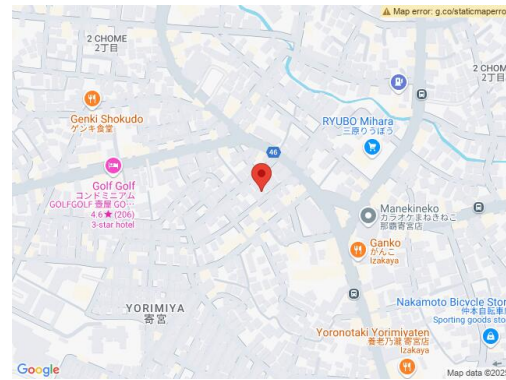 Map error: g.co/staticmaperro
2 CHOME
2丁目
2 CHOM
2丁目
Genki Shokudo
ゲンキ食堂
RYUBO Mihara
三原りうぼう
46
Golf Golf
コンドミニアム
GOLFGOLF 壺屋 GO…
4.6★ (206)
3-star hotel
Manekineko
カラオケまねきねこ
那覇寄宮店
Ganko
がんこ
Izakaya
YORIMIYA
寄宮
Nakamoto Bicycle Stor
仲本自転車
Sporting goods sto
Yoronotaki Yorimiyaten
養老乃瀧 寄宮店
Izakaya
Google
Map data ©2025